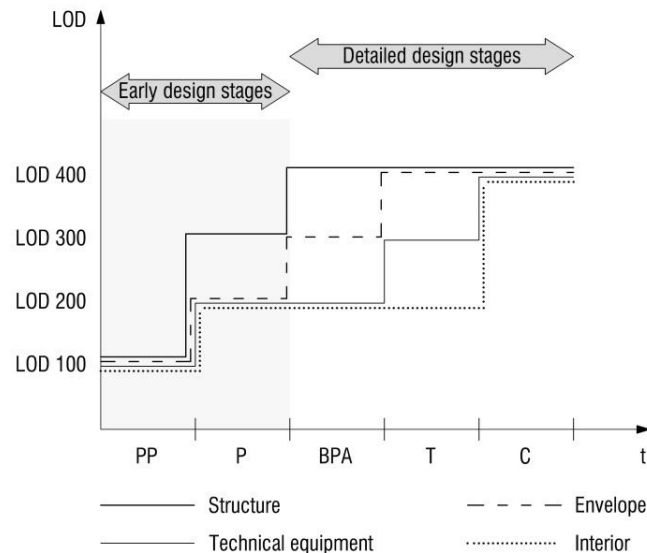 LOD
Detailed design stages
Early design stages
LOD 400
LOD 300
LOD 200
LOD 100
PP P BPA T C t
Structure Envelope
Technical equipment Interior